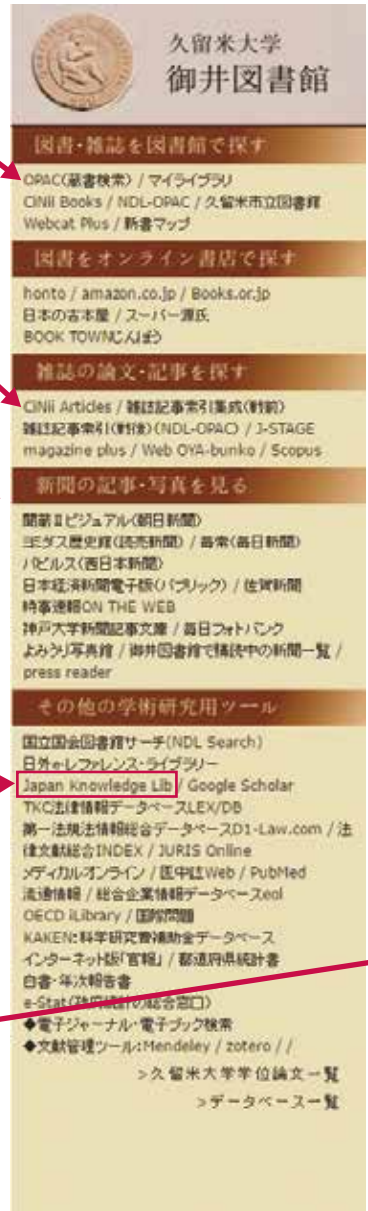 久留米大学
御井図書館
図書・雑誌を図書館で探す
OPAC(蔵書検索) / マイライブラリ
CiNii Books / NDL-OPAC / 久留米市立図書館
Webcat Plus / 新書マップ
図書をオンライン書店で探す
honto / amazon.co.jp / Books.or.jp
日本の古本屋 / スーパー源氏
BOOK TOWNじんぼう
雑誌の論文・記事を探す
CiNii Articles / 雑誌記事索引集成(戦前)
雑誌記事索引(戦後)(NDL-OPAC) / J-STAGE
magazine plus / Web OYA-bunko / Scopus
新聞の記事・写真を見る
聞蔵Ⅱビジュアル(朝日新聞)
ヨミダス歴史館(読売新聞) / 毎索(毎日新聞)
パピルス(西日本新聞)
日本経済新聞電子版(パブリック) / 佐賀新聞
時事速報ON THE WEB
神戸大学新聞記事文庫 / 毎日フォトバンク
よみうり写真館 / 御井図書館で購読中の新聞一覧 /
press reader
その他の学術研究用ツール
国立国会図書館サーチ(NDL Search)
日外e-レファレンス・ライブラリー
Japan Knowledge Lib / Google Scholar
TKC法律情報データベースLEX/DB
第一法規法情報総合データベースD1-Law.com / 法
律文献総合INDEX / JURIS Online
メディカルオンライン / 医中誌Web / PubMed
流通情報 / 総合企業情報データベースeol
OECD iLibrary / 国際問題
KAKEN:科学研究費補助金データベース
インターネット版「官報」 / 都道府県統計書
白書・年次報告書
e-Stat(政府統計の総合窓口)
◆電子ジャーナル・電子ブック検索
◆文献管理ツール:Mendeley / zotero / /
>久留米大学学位論文一覧
>データベース一覧